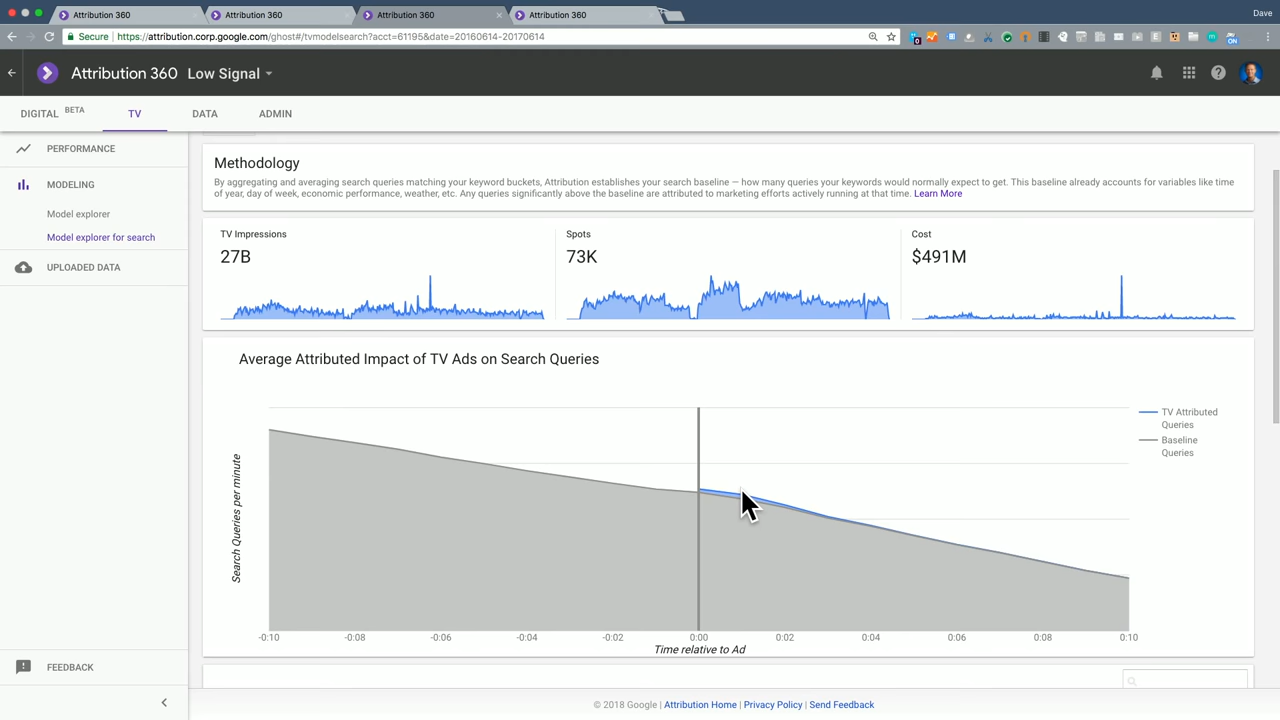 Attribution 360
Attribution 360
Attribution 360
Attribution 360
Dave
Secure
https://attribution.corp.google.com/ghost#/tvmodelsearch?acct=61195&date=20160614-20170614
Attribution 360 Low Signal
DIGITAL BETA
TV
DATA
ADMIN
PERFORMANCE
MODELING
Model explorer
Model explorer for search
UPLOADED DATA
FEEDBACK
Methodology
By aggregating and averaging search queries matching your keyword buckets, Attribution establishes your search baseline — how many queries your keywords would normally expect to get. This baseline already accounts for variables like time
of year, day of week, economic performance, weather, etc. Any queries significantly above the baseline are attributed to marketing efforts actively running at that time. Learn More
TV Impressions
27B
Spots
73K
Cost
$491M
Average Attributed Impact of TV Ads on Search Queries
Search Queries per minute
TV Attributed
Queries
Baseline
Queries
-0:10 -0:08 -0:06 -0:04 -0:02 0:00 0:02 0:04 0:06 0:08 0:10
Time relative to Ad
© 2018 Google | Attribution Home | Privacy Policy | Send Feedback